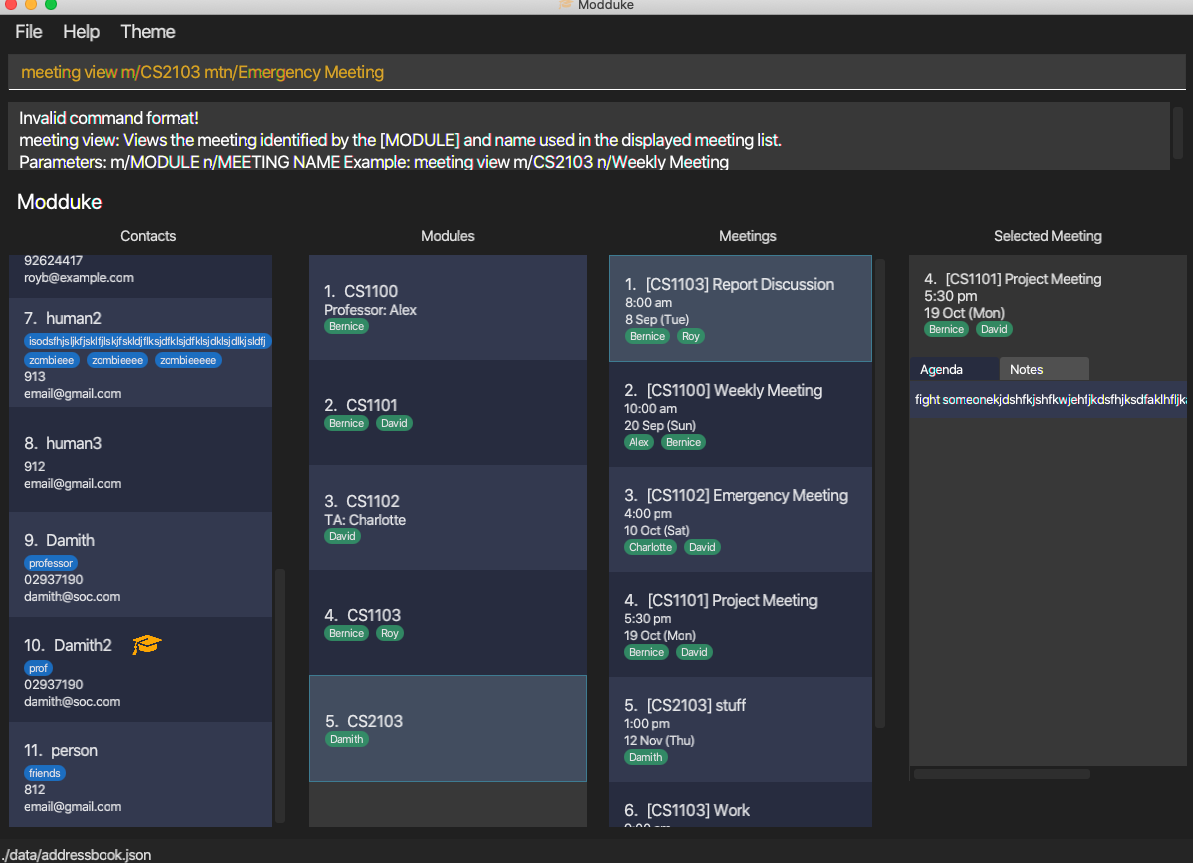 Modduke
File Help Theme
meeting view m/CS2103 mtn/Emergency Meeting
Invalid command format!
meeting view: Views the meeting identified by the [MODULE] and name used in the displayed meeting list.
Parameters: m/MODULE n/MEETING NAME Example: meeting view m/CS2103 n/Weekly Meeting
Modduke
Contacts
92624417
royb@example.com
7. human2
zombieee zombieeee zombieeeee
913
email@gmail.com
8. human3
912
email@gmail.com
9. Damith
professor
02937190
damith@soc.com
10. Damith2
prof
02937190
damith@soc.com
11. person
friends
812
email@gmail.com
Modules
1. CS1100
Professor: Alex
Bernice
2. CS1101
Bernice David
3. CS1102
TA: Charlotte
David
4. CS1103
Bernice Roy
5. CS2103
Damith
Meetings
1. [CS1103] Report Discussion
8:00 am
8 Sep (Tue)
Bernice Roy
2. [CS1100] Weekly Meeting
10:00 am
20 Sep (Sun)
Alex Bernice
3. [CS1102] Emergency Meeting
4:00 pm
10 Oct (Sat)
Charlotte David
4. [CS1101] Project Meeting
5:30 pm
19 Oct (Mon)
Bernice David
5. [CS2103] stuff
1:00 pm
12 Nov (Thu)
Damith
6. [CS1103] Work
Selected Meeting
4. [CS1101] Project Meeting
5:30 pm
19 Oct (Mon)
Bernice David
Agenda Notes
fight
./data/addressbook.json